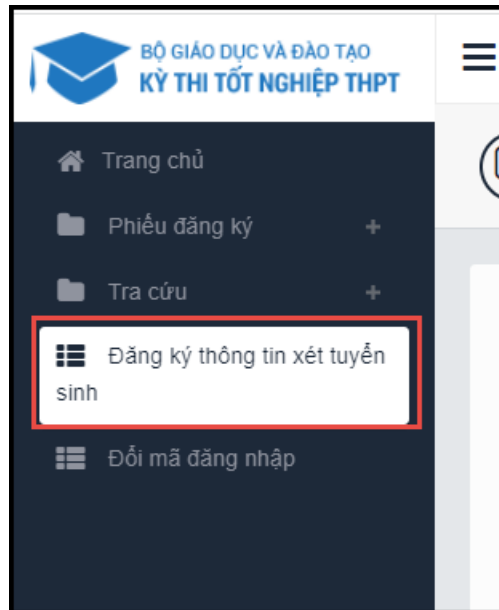 BỘ GIÁO DỤC VÀ ĐÀO TẠO
KỲ THI TỐT NGHIỆP THPT
Trang chủ
Phiếu đăng ký +
Tra cứu +
Đăng ký thông tin xét tuyển
sinh
Đổi mã đăng nhập